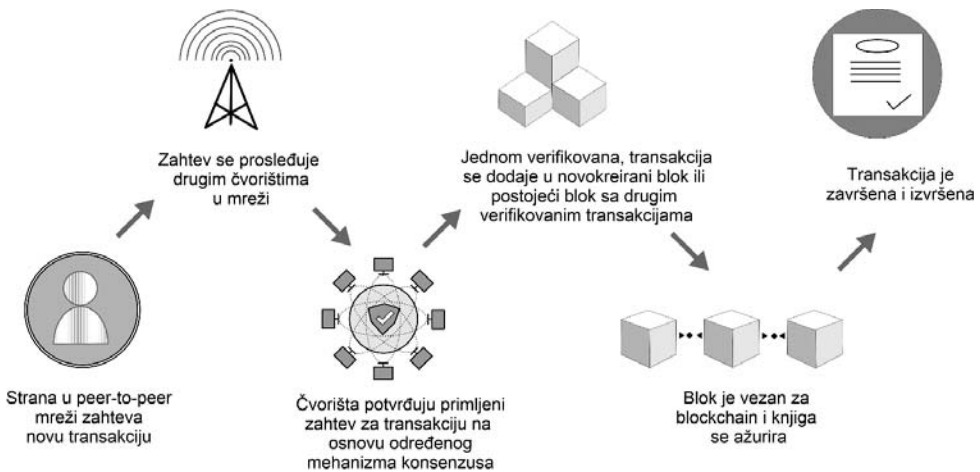 Strana u peer-to-peer
mreži zahteva
novu transakciju
Zahtev se prosleđuje
drugim čvorištima
u mreži
Čvorišta potvrđuju primljeni
zahtev za transakciju na
osnovu određenog
mehanizma konsenzusa
Jednom verifikovana, transakcija
se dodaje u novokreirani blok ili
postojeći blok sa drugim
verifikovanim transakcijama
Blok je vezan za
blockchain i knjiga
se ažurira
Transakcija je
završena i izvršena